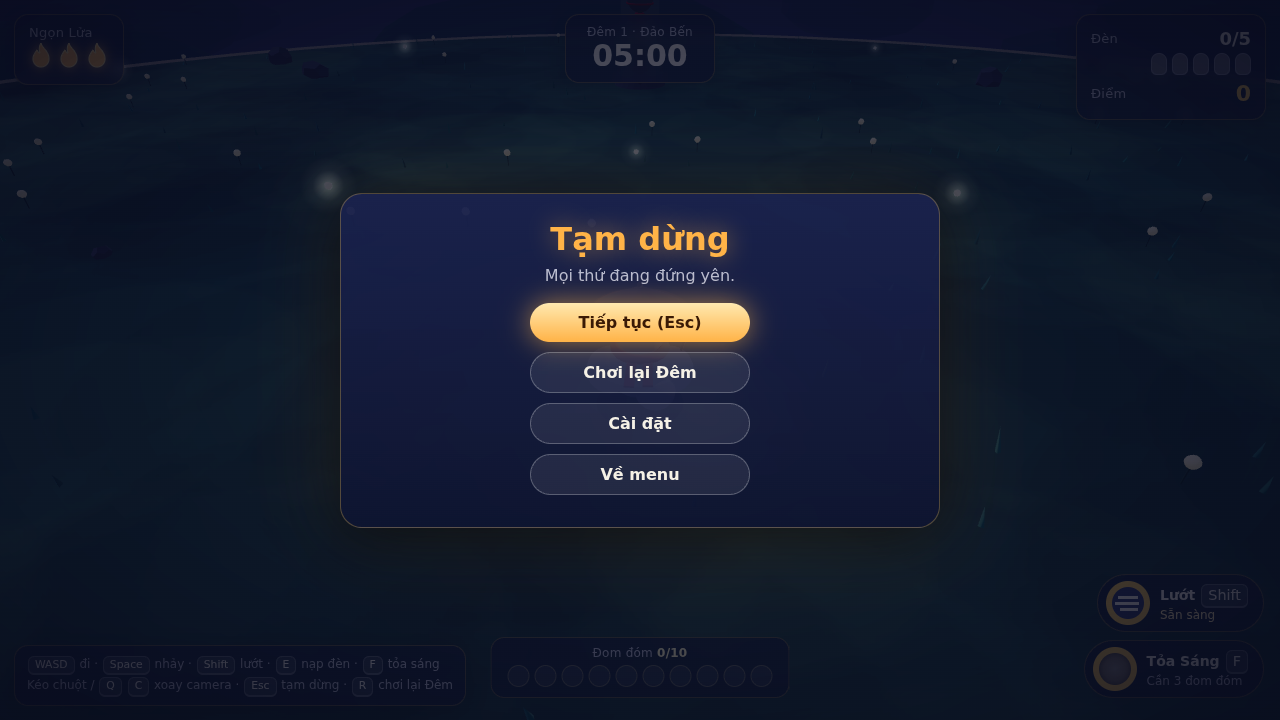 Ngọn Lửa
Đêm 1 · Đảo Bến
05:00
Đèn 0/5
Điểm 0
Tạm dừng
Mọi thứ đang đứng yên.
Tiếp tục (Esc)
Chơi lại Đêm
Cài đặt
Về menu
Lướt Shift
Sẵn sàng
Tỏa Sáng F
Cần 3 đom đóm
Đom đóm 0/10
WASD đi · Space nhảy · Shift lướt · E nạp đèn · F tỏa sáng
Kéo chuột / Q C xoay camera · Esc tạm dừng · R chơi lại Đêm